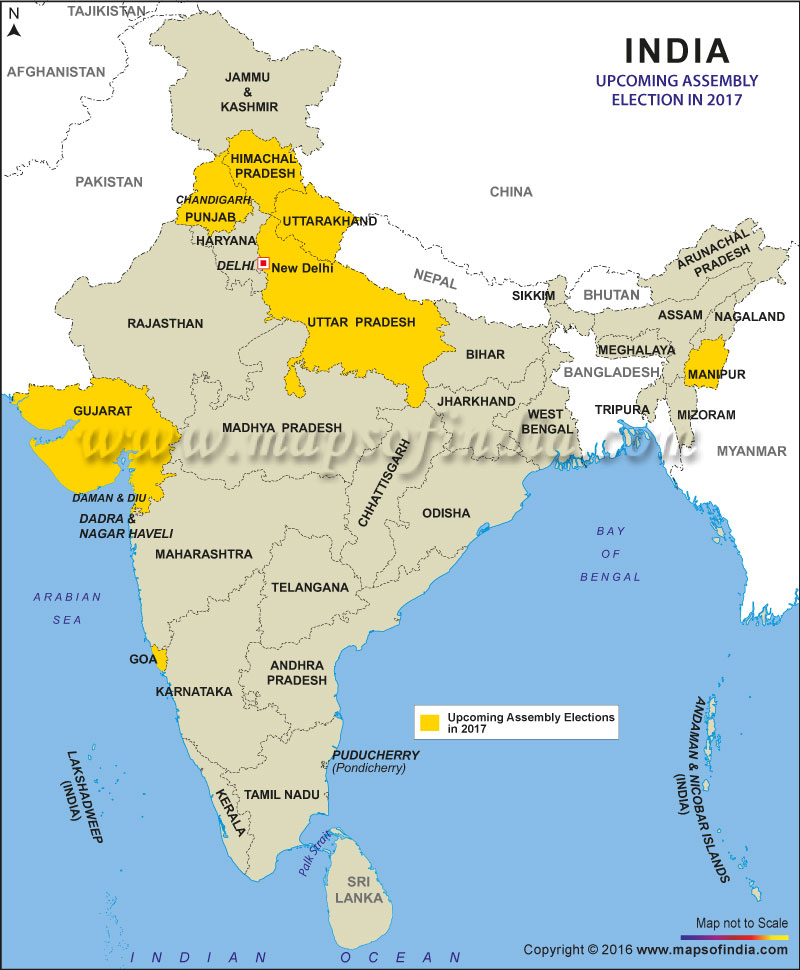 N
TAJIKISTAN
INDIA
UPCOMING ASSEMBLY
ELECTION IN 2017
AFGHANISTAN
JAMMU
&
KASHMIR
HIMACHAL
PRADESH
PAKISTAN
CHINA
CHANDIGARH
PUNJAB
UTTARAKHAND
HARYANA
DELHI
New Delhi
NEPAL
ARUNACHAL
PRADESH
SIKKIM
BHUTAN
ASSAM
NAGALAND
RAJASTHAN
UTTAR PRADESH
BIHAR
MEGHALAYA
BANGLADESH
MANIPUR
GUJARAT
JHARKHAND
WEST
BENGAL
TRIPURA
MIZORAM
MADHYA PRADESH
www.mapsofindia.com
MYANMAR
CHHATTISGARH
DAMAN & DIU
DADRA &
NAGAR HAVELI
ODISHA
MAHARASHTRA
BAY
OF
BENGAL
TELANGANA
ARABIAN
SEA
GOA
KARNATAKA
ANDHRA
PRADESH
Upcoming Assembly Elections
in 2017
PUDUCHERRY
(Pondicherry)
LAKSHADWEEP
(INDIA)
ANDAMAN & NICOBAR ISLANDS
(INDIA)
KERALA
TAMIL NADU
Palk Strait
SRI
LANKA
Map not to Scale
Copyright © 2016 www.mapsofindia.com
INDIAN OCEAN